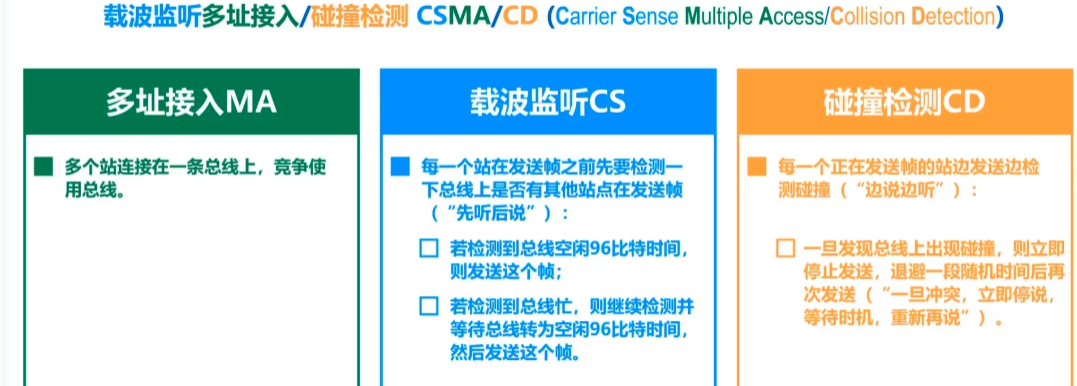 载波监听多址接入/碰撞检测 CSMA/CD (Carrier Sense Multiple Access/Collision Detection)
多址接入MA
多个站连接在一条总线上，竞争使
用总线。
载波监听CS
每一个站在发送帧之前先要检测一
下总线上是否有其他站点在发送帧
（“先听后说”）：
若检测到总线空闲96比特时间，
则发送这个帧；
若检测到总线忙，则继续检测并
等待总线转为空闲96比特时间，
然后发送这个帧。
碰撞检测CD
每一个正在发送帧的站边发送边检
测碰撞（“边说边听”）：
一旦发现总线上出现碰撞，则立即
停止发送，退避一段随机时间后再
次发送（“一旦冲突，立即停说，
等待时机，重新再说”）。